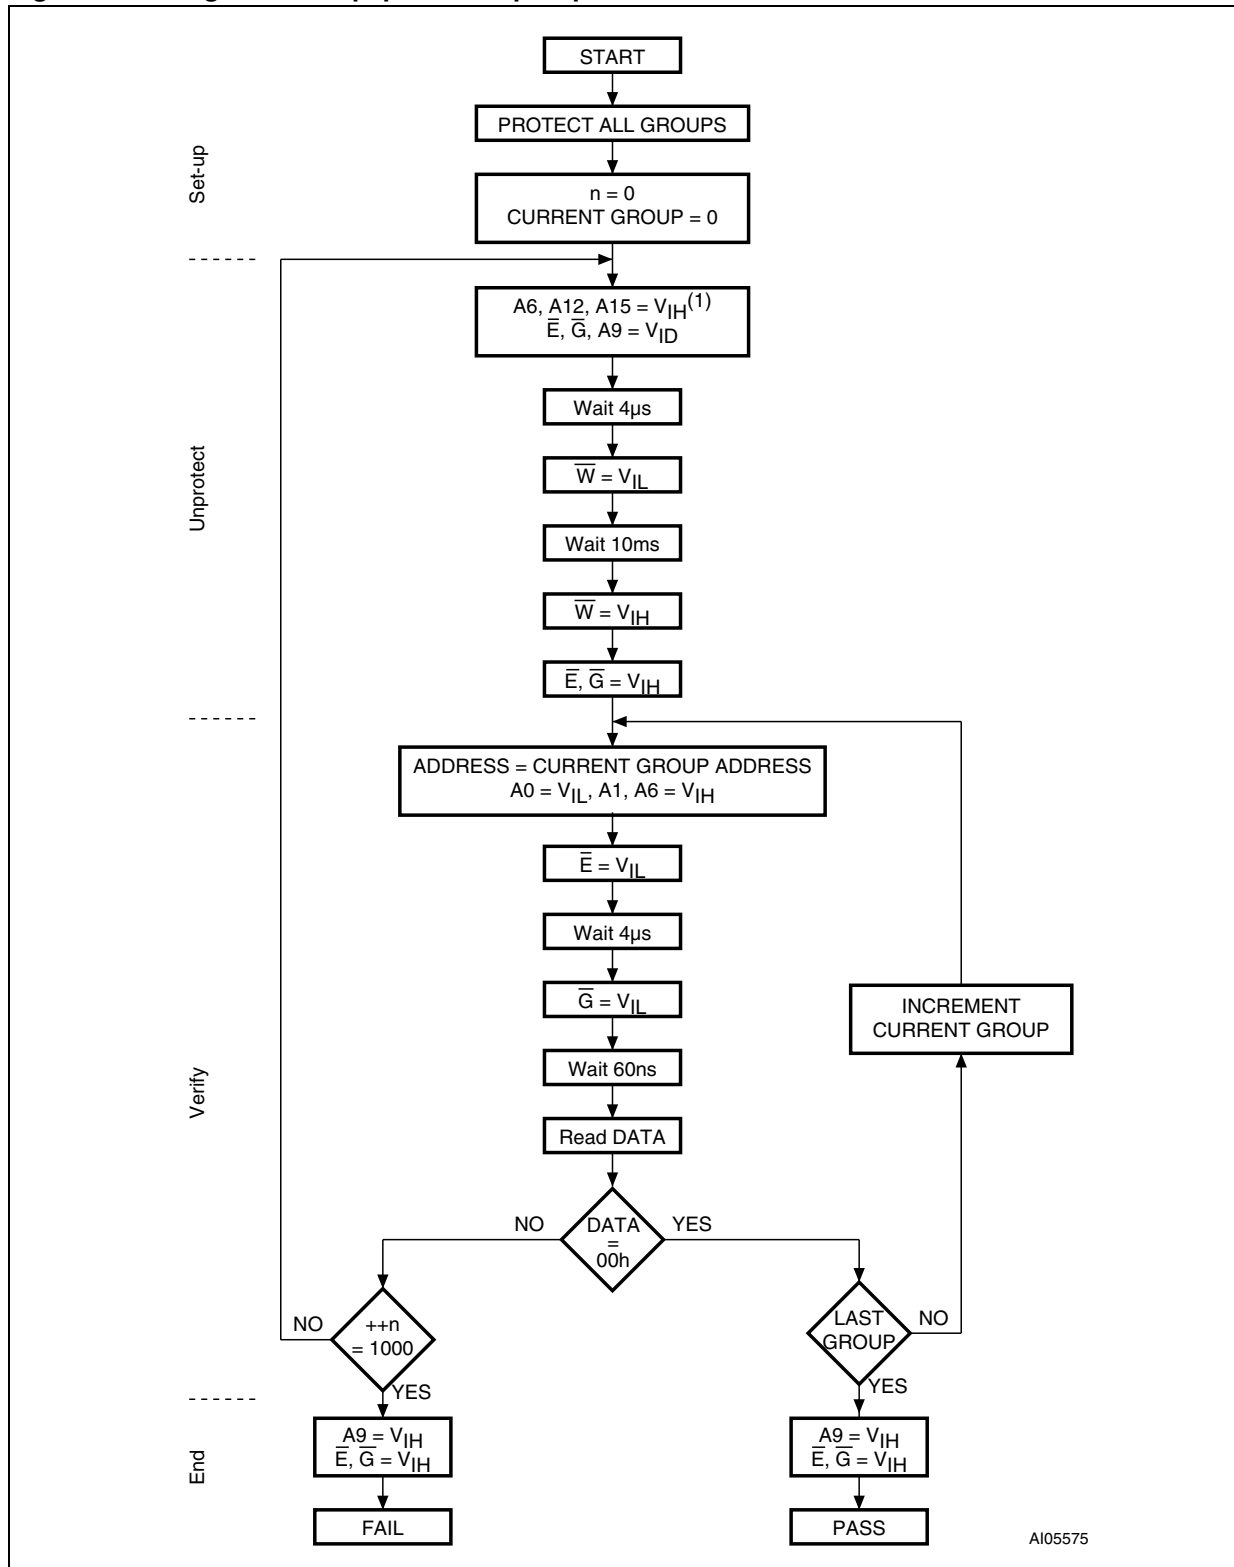 START
PROTECT ALL GROUPS
Set-up
n = 0
CURRENT GROUP = 0
A6, A12, A15 = VIH(1)
E̅, G̅, A9 = VID
Wait 4µs
Unprotect
W̅ = VIL
Wait 10ms
W̅ = VIH
E̅, G̅ = VIH
ADDRESS = CURRENT GROUP ADDRESS
A0 = VIL, A1, A6 = VIH
E̅ = VIL
Wait 4µs
G̅ = VIL
INCREMENT
CURRENT GROUP
Wait 60ns
Verify
Read DATA
NO
DATA
=
00h
YES
NO
++n
= 1000
LAST
GROUP
NO
YES
YES
End
A9 = VIH
E̅, G̅ = VIH
A9 = VIH
E̅, G̅ = VIH
FAIL
PASS
AI05575